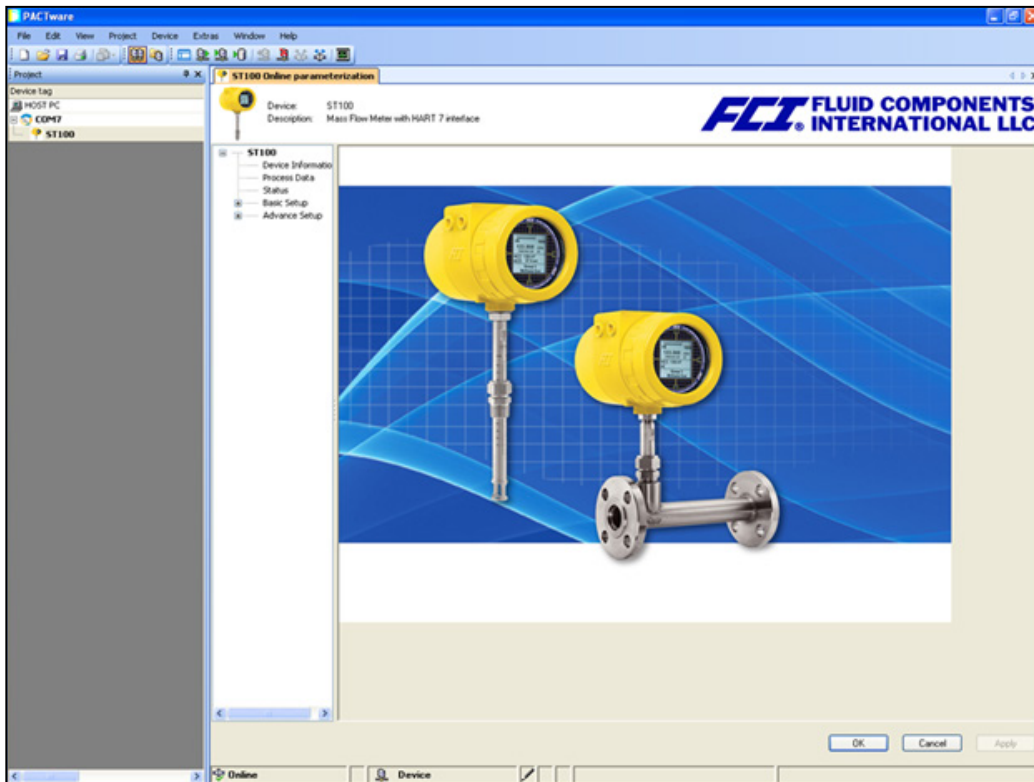 PACTware
File Edit View Project Device Extras Window Help
Project
Device tag
HOST PC
COM7
ST100
ST100 Online parameterization
Device: ST100
Description: Mass Flow Meter with HART 7 interface
FCI® FLUID COMPONENTS
INTERNATIONAL LLC
ST100
Device Informatio
Process Data
Status
Basic Setup
Advance Setup
OK Cancel Apply
Online Device